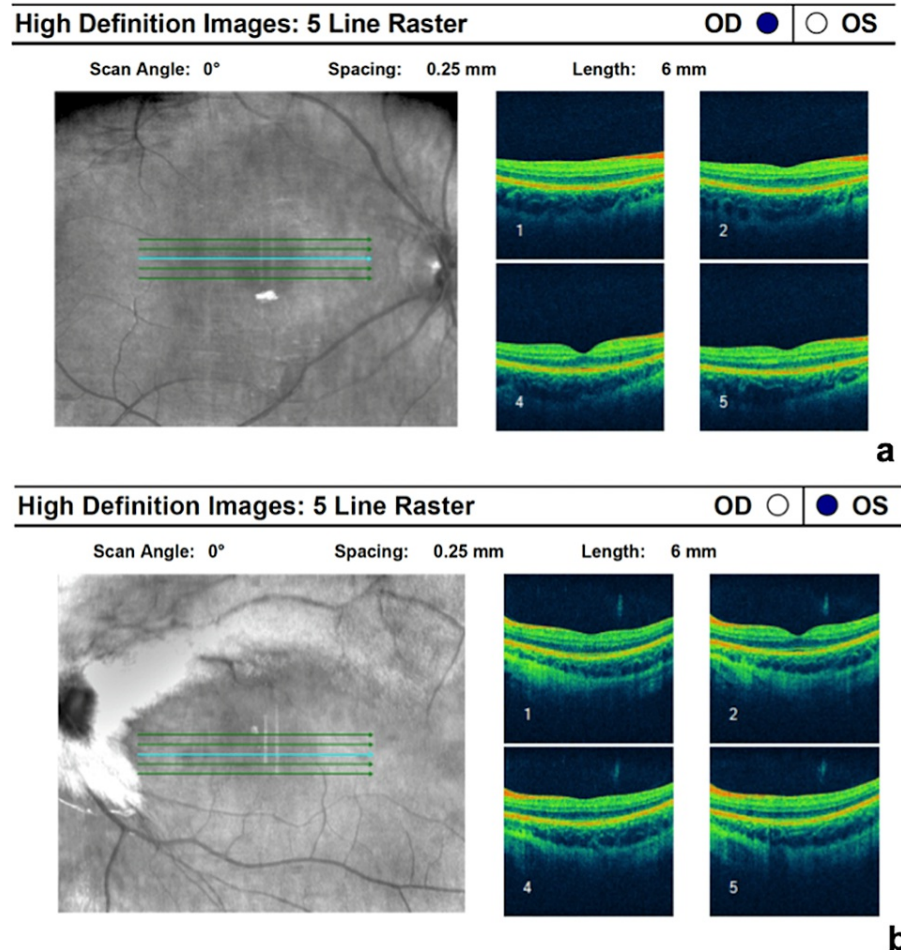 High Definition Images: 5 Line Raster OD OS
Scan Angle: 0° Spacing: 0.25 mm Length: 6 mm
1 2
4 5
a
High Definition Images: 5 Line Raster OD OS
Scan Angle: 0° Spacing: 0.25 mm Length: 6 mm
1 2
4 5
b